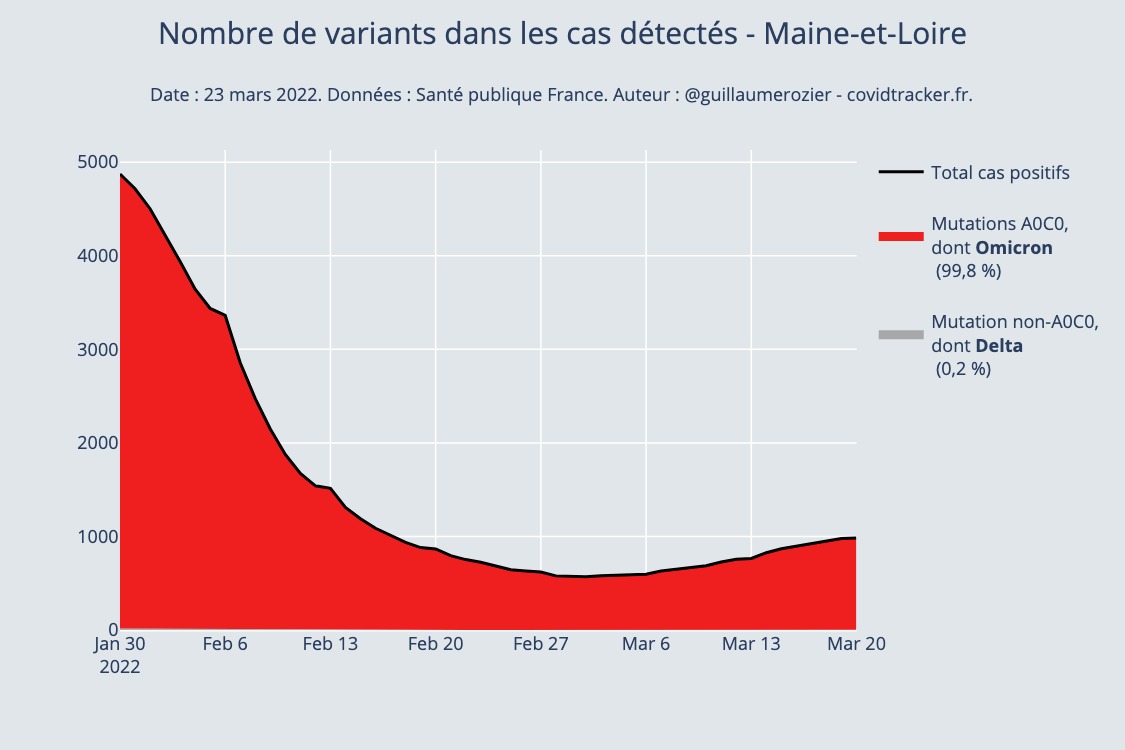 Nombre de variants dans les cas détectés - Maine-et-Loire
Date : 23 mars 2022. Données : Santé publique France. Auteur : @guillaumerozier - covidtracker.fr.
5000
4000
3000
2000
1000
0
Jan 30
2022
Feb 6
Feb 13
Feb 20
Feb 27
Mar 6
Mar 13
Mar 20
Total cas positifs
Mutations A0C0,
dont Omicron
(99,8 %)
Mutation non-A0C0,
dont Delta
(0,2 %)